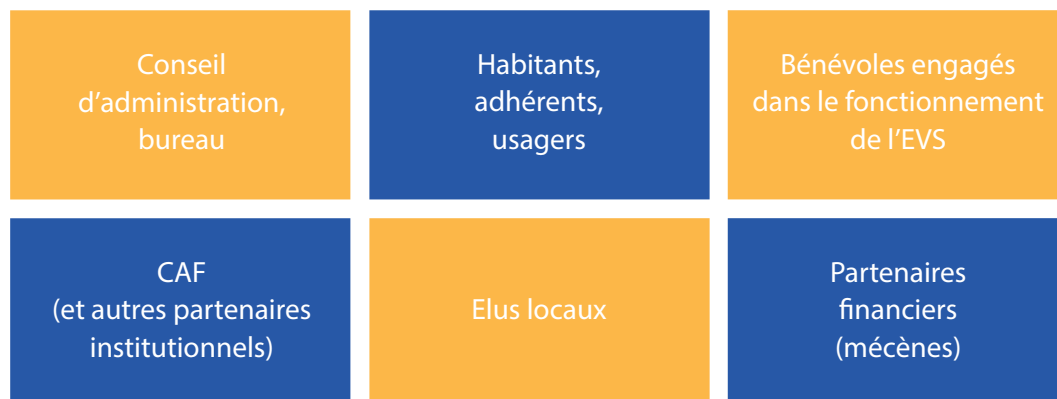 Conseil
d’administration,
bureau
Habitants,
adhérents,
usagers
Bénévoles engagés
dans le fonctionnement
de l’EVS
CAF
(et autres partenaires
institutionnels)
Elus locaux
Partenaires
financiers
(mécènes)